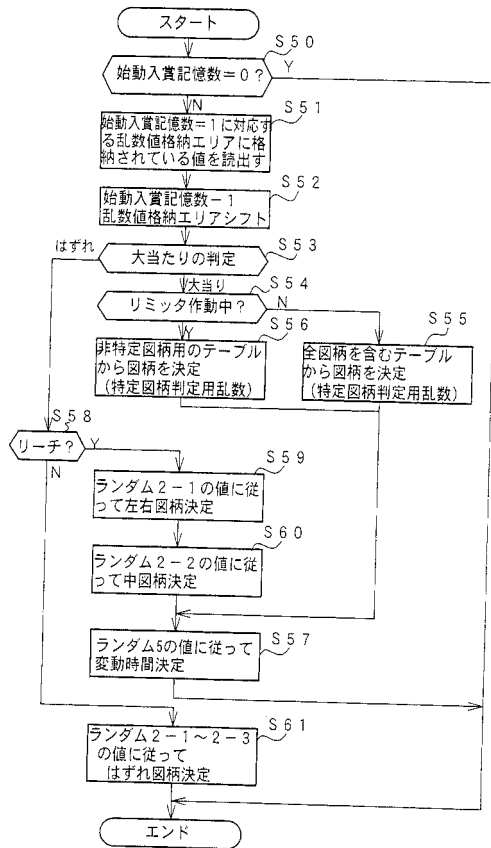 スタート
S50
始動入賞記憶数=0?
Y
N
S51
始動入賞記憶数=1に対応す
る乱数値格納エリアに格
納されている値を読出す
S52
始動入賞記憶数-1
乱数値格納エリアシフト
S53
はずれ
大当たりの判定
大当り
S54
リミッタ作動中?
N
Y
S56
S55
非特定図柄用のテーブル
から図柄を決定
(特定図柄判定用乱数)
全図柄を含むテーブル
から図柄を決定
(特定図柄判定用乱数)
S58
リーチ?
Y
N
S59
ランダム2-1の値に従
って左右図柄決定
S60
ランダム2-2の値に従
って中図柄決定
S57
ランダム5の値に従って
変動時間決定
S61
ランダム2-1~2-3
の値に従って
はずれ図柄決定
エンド